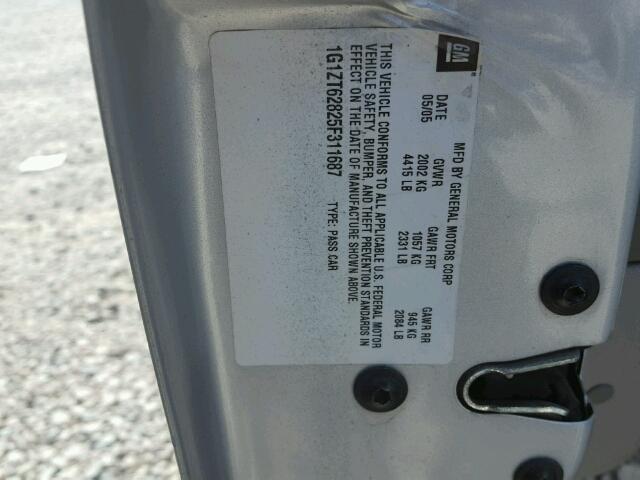 GM
MFD BY GENERAL MOTORS CORP
DATE GVWR GAWR FRT GAWR RR
05/05 2002 KG 1057 KG 945 KG
4415 LB 2331 LB 2084 LB
THIS VEHICLE CONFORMS TO ALL APPLICABLE U.S. FEDERAL MOTOR
VEHICLE SAFETY, BUMPER, AND THEFT PREVENTION STANDARDS IN
EFFECT ON THE DATE OF MANUFACTURE SHOWN ABOVE.
1G1ZT62825F311687 TYPE: PASS CAR